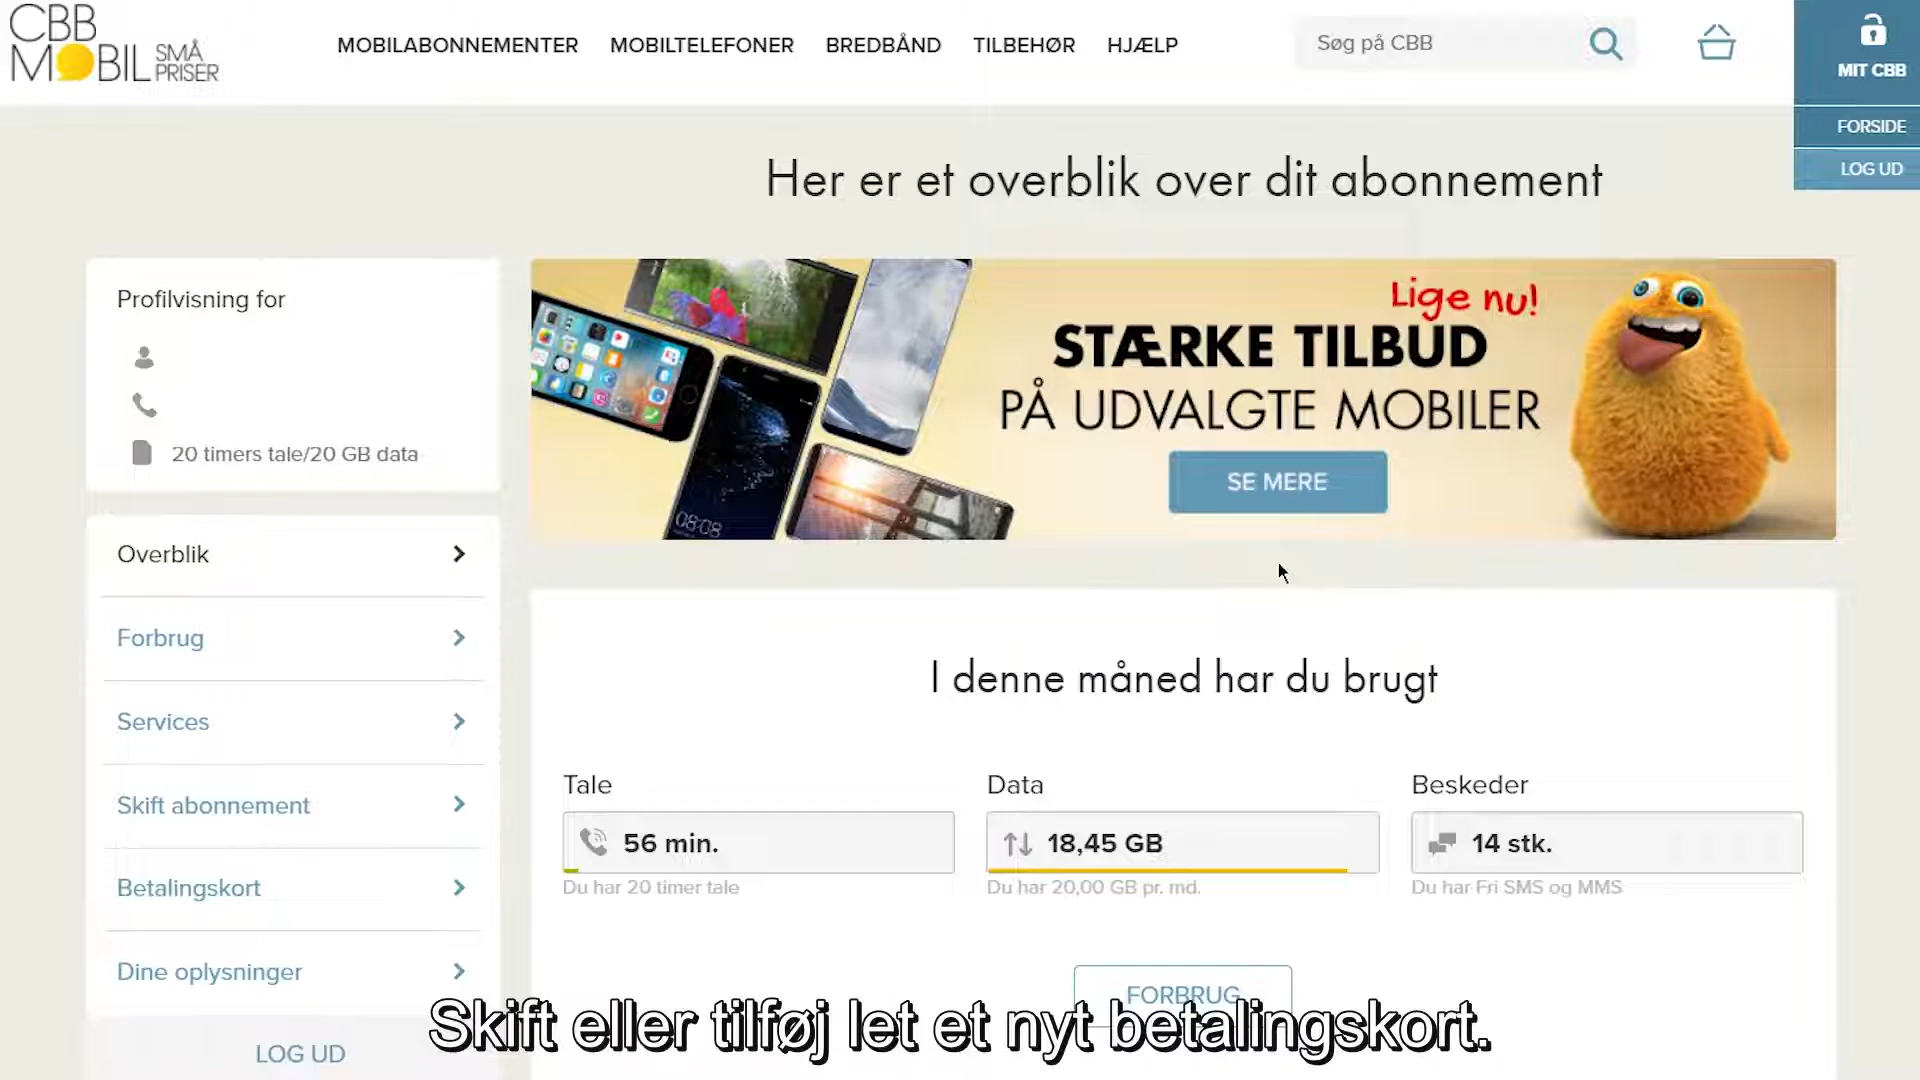 CBB
MOBIL SMÅ
PRISER
MOBILABONNEMENTER
MOBILTELEFONER
BREDBÅND
TILBEHØR
HJÆLP
Søg på CBB
MIT CBB
FORSIDE
LOG UD
Her er et overblik over dit abonnement
Profilvisning for
20 timers tale/20 GB data
Lige nu!
STÆRKE TILBUD
PÅ UDVALGTE MOBILER
SE MERE
08:08
Overblik
Forbrug
Services
Skift abonnement
Betalingskort
Dine oplysninger
LOG UD
I denne måned har du brugt
Tale
56 min.
Du har 20 timer tale
Data
18,45 GB
Du har 20,00 GB pr. md.
Beskeder
14 stk.
Du har Fri SMS og MMS
FORBRUG
Skift eller tilføj let et nyt betalingskort.